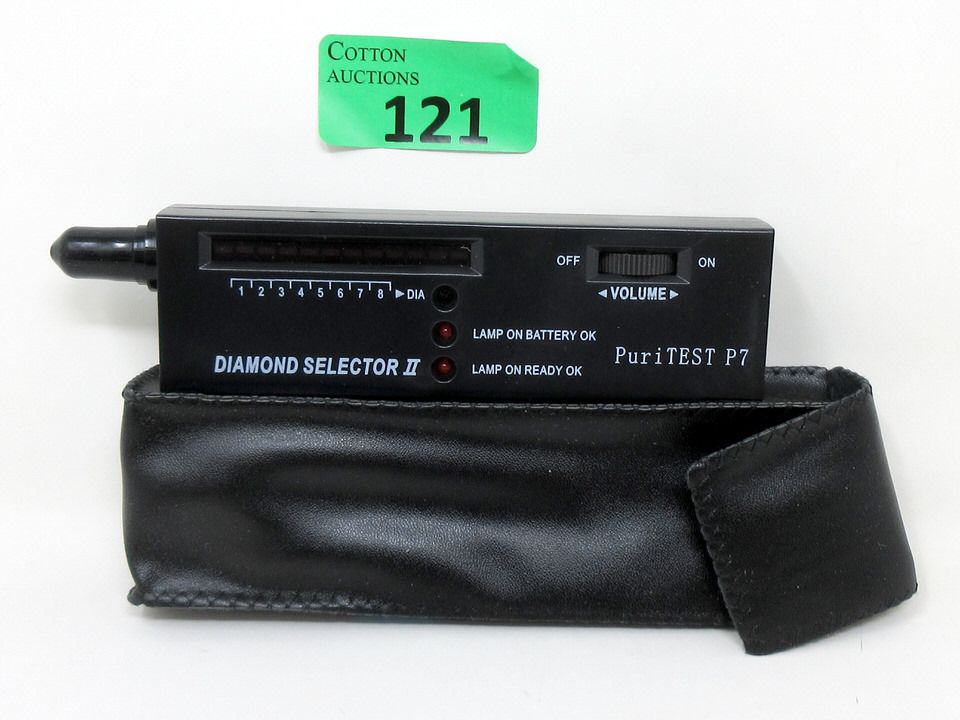 COTTON
AUCTIONS
121
OFF ON
◄ VOLUME ►
1 2 3 4 5 6 7 8 ►DIA
LAMP ON BATTERY OK
PuriTEST P7
DIAMOND SELECTOR II
LAMP ON READY OK